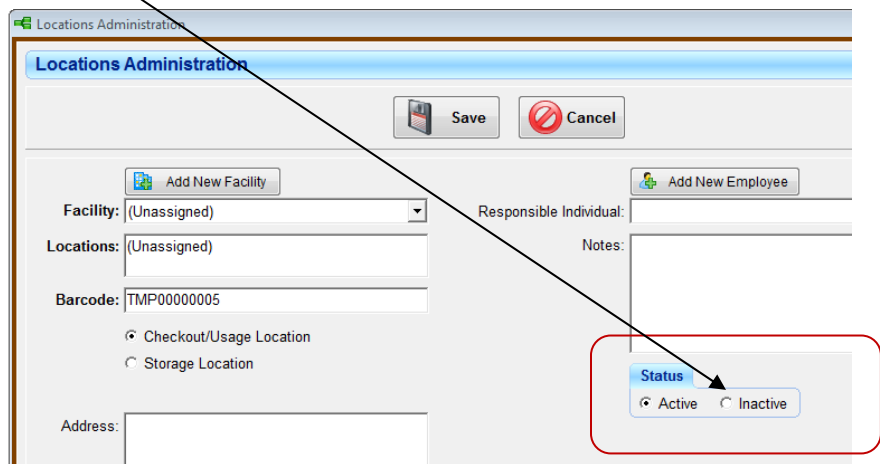 Locations Administration
Locations Administration
Save Cancel
Add New Facility Add New Employee
Facility: (Unassigned) Responsible Individual:
Locations: (Unassigned) Notes:
Barcode: TMP00000005
Checkout/Usage Location
Storage Location
Status
Active Inactive
Address: